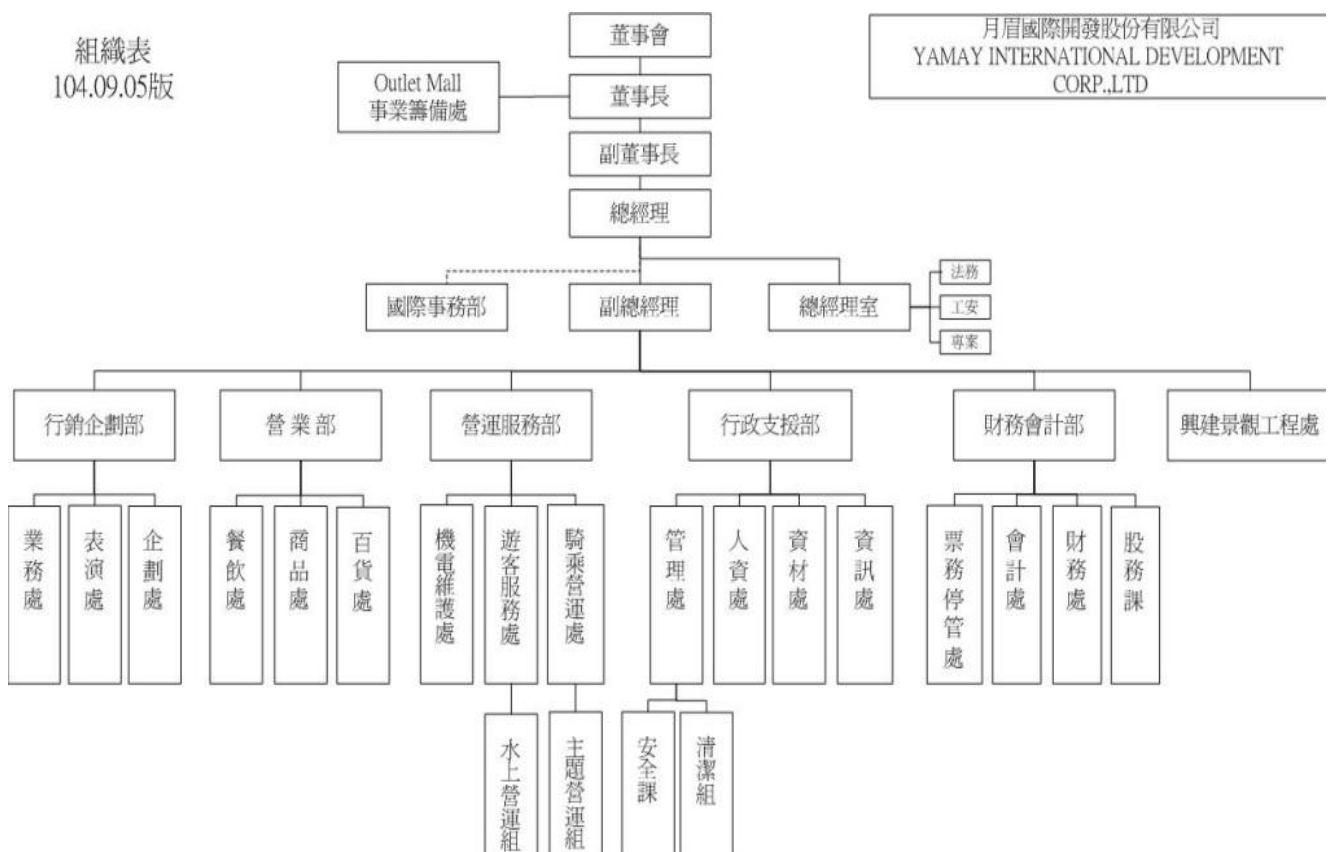 組織表
104.09.05版
月眉國際開發股份有限公司
YAMAY INTERNATIONAL DEVELOPMENT
CORP.,LTD
董事會
Outlet Mall
事業籌備處
董事長
副董事長
總經理
國際事務部
副總經理
總經理室
法務
工安
專案
行銷企劃部
營業部
營運服務部
行政支援部
財務會計部
興建景觀工程處
業務處
表演處
企劃處
餐飲處
商品處
百貨處
機電維護處
遊客服務處
騎乘營運處
管理處
人資處
資材處
資訊處
票務停管處
會計處
財務處
股務課
水上營運組
主題營運組
安全課
清潔組